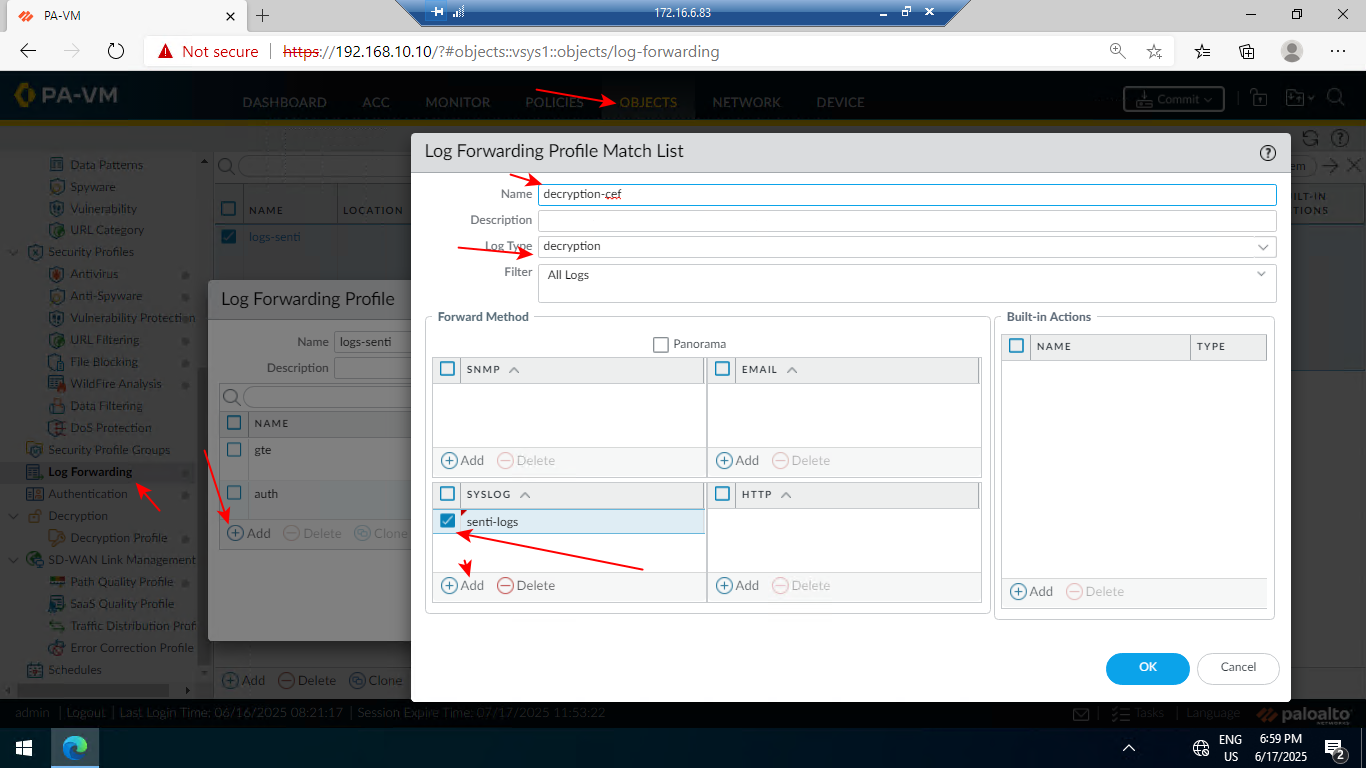 PA-VM
172.16.6.83
Not secure
https://192.168.10.10/?#objects::vsys1::objects/log-forwarding
PA-VM
DASHBOARD
ACC
MONITOR
POLICIES
OBJECTS
NETWORK
DEVICE
Commit
Data Patterns
Spyware
Vulnerability
URL Category
Security Profiles
Antivirus
Anti-Spyware
Vulnerability Protection
URL Filtering
File Blocking
WildFire Analysis
Data Filtering
DoS Protection
Security Profile Groups
Log Forwarding
Authentication
Decryption
Decryption Profile
SD-WAN Link Management
Path Quality Profile
SaaS Quality Profile
Traffic Distribution Prof
Error Correction Profile
Schedules
NAME
LOCATION
logs-senti
Add
Delete
Clone
Log Forwarding Profile
Name logs-senti
Description
NAME
gte
auth
Add
Delete
Clone
Log Forwarding Profile Match List
Name decryption-cef
Description
Log Type decryption
Filter All Logs
Forward Method
Panorama
SNMP
EMAIL
Add
Delete
Add
Delete
SYSLOG
HTTP
senti-logs
Add
Delete
Add
Delete
Built-in Actions
NAME
TYPE
Add
Delete
OK
Cancel
admin | Logout | Last Login Time: 06/16/2025 08:21:17 | Session Expire Time: 07/17/2025 11:53:22
Tasks | Language
paloalto
NETWORKS
ENG
US
6:59 PM
6/17/2025
2